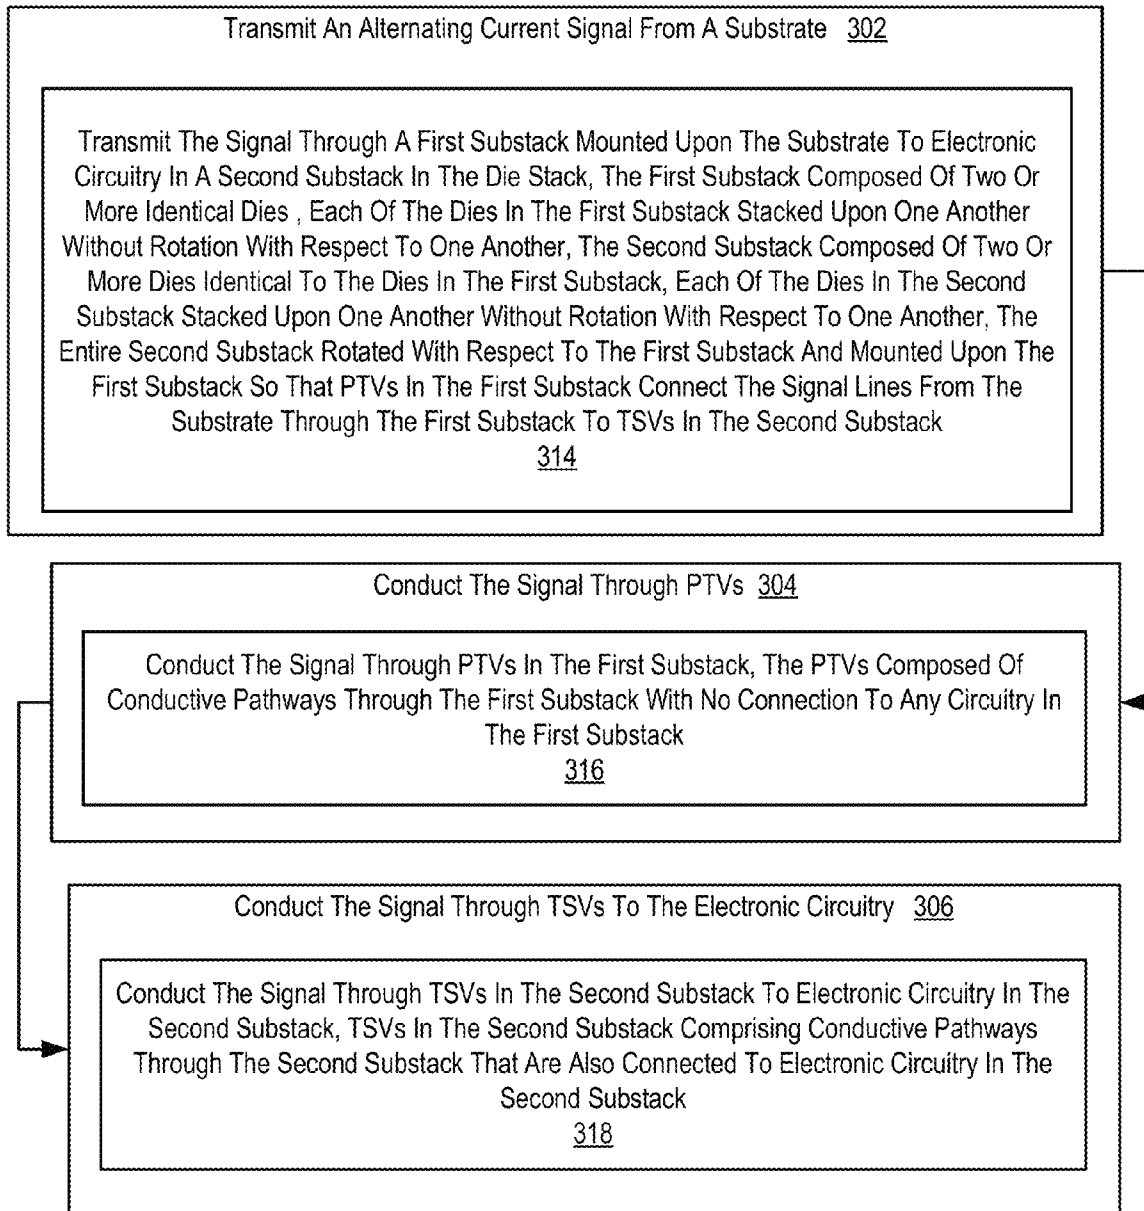 Transmit An Alternating Current Signal From A Substrate 302
Transmit The Signal Through A First Substack Mounted Upon The Substrate To Electronic
Circuitry In A Second Substack In The Die Stack, The First Substack Composed Of Two Or
More Identical Dies , Each Of The Dies In The First Substack Stacked Upon One Another
Without Rotation With Respect To One Another, The Second Substack Composed Of Two Or
More Dies Identical To The Dies In The First Substack, Each Of The Dies In The Second
Substack Stacked Upon One Another Without Rotation With Respect To One Another, The
Entire Second Substack Rotated With Respect To The First Substack And Mounted Upon The
First Substack So That PTVs In The First Substack Connect The Signal Lines From The
Substrate Through The First Substack To TSVs In The Second Substack
314
Conduct The Signal Through PTVs 304
Conduct The Signal Through PTVs In The First Substack, The PTVs Composed Of
Conductive Pathways Through The First Substack With No Connection To Any Circuitry In
The First Substack
316
Conduct The Signal Through TSVs To The Electronic Circuitry 306
Conduct The Signal Through TSVs In The Second Substack To Electronic Circuitry In The
Second Substack, TSVs In The Second Substack Comprising Conductive Pathways
Through The Second Substack That Are Also Connected To Electronic Circuitry In The
Second Substack
318